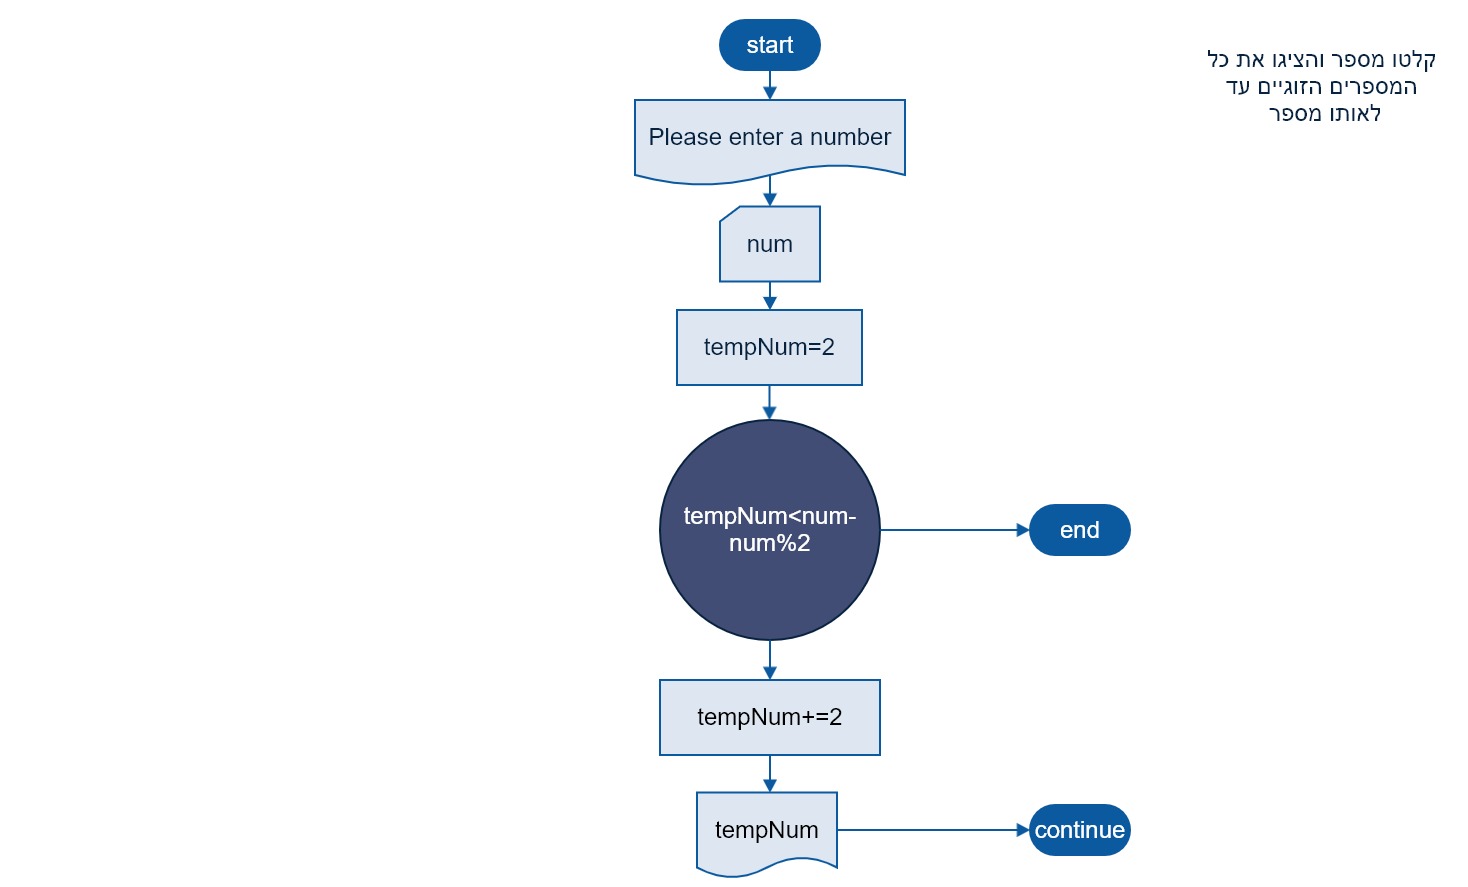 start
קלטו מספר והציגו את כל
המספרים הזוגיים עד
לאותו מספר
Please enter a number
num
tempNum=2
tempNum<num-
num%2
end
tempNum+=2
tempNum
continue